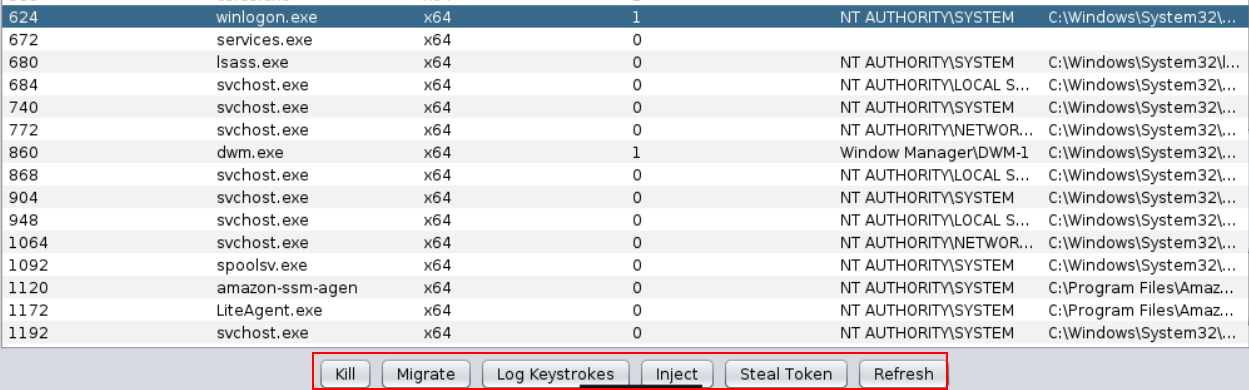 624 winlogon.exe x64 1 NT AUTHORITY\SYSTEM C:\Windows\System32\...
672 services.exe x64 0
680 lsass.exe x64 0 NT AUTHORITY\SYSTEM C:\Windows\System32\l...
684 svchost.exe x64 0 NT AUTHORITY\LOCAL S... C:\Windows\System32\...
740 svchost.exe x64 0 NT AUTHORITY\SYSTEM C:\Windows\System32\...
772 svchost.exe x64 0 NT AUTHORITY\NETWOR... C:\Windows\System32\...
860 dwm.exe x64 1 Window Manager\DWM-1 C:\Windows\System32\...
868 svchost.exe x64 0 NT AUTHORITY\LOCAL S... C:\Windows\System32\...
904 svchost.exe x64 0 NT AUTHORITY\SYSTEM C:\Windows\System32\...
948 svchost.exe x64 0 NT AUTHORITY\LOCAL S... C:\Windows\System32\...
1064 svchost.exe x64 0 NT AUTHORITY\NETWOR... C:\Windows\System32\...
1092 spoolsv.exe x64 0 NT AUTHORITY\SYSTEM C:\Windows\System32\...
1120 amazon-ssm-agen x64 0 NT AUTHORITY\SYSTEM C:\Program Files\Amaz...
1172 LiteAgent.exe x64 0 NT AUTHORITY\SYSTEM C:\Program Files\Amaz...
1192 svchost.exe x64 0 NT AUTHORITY\SYSTEM C:\Windows\System32\...
Kill Migrate Log Keystrokes Inject Steal Token Refresh